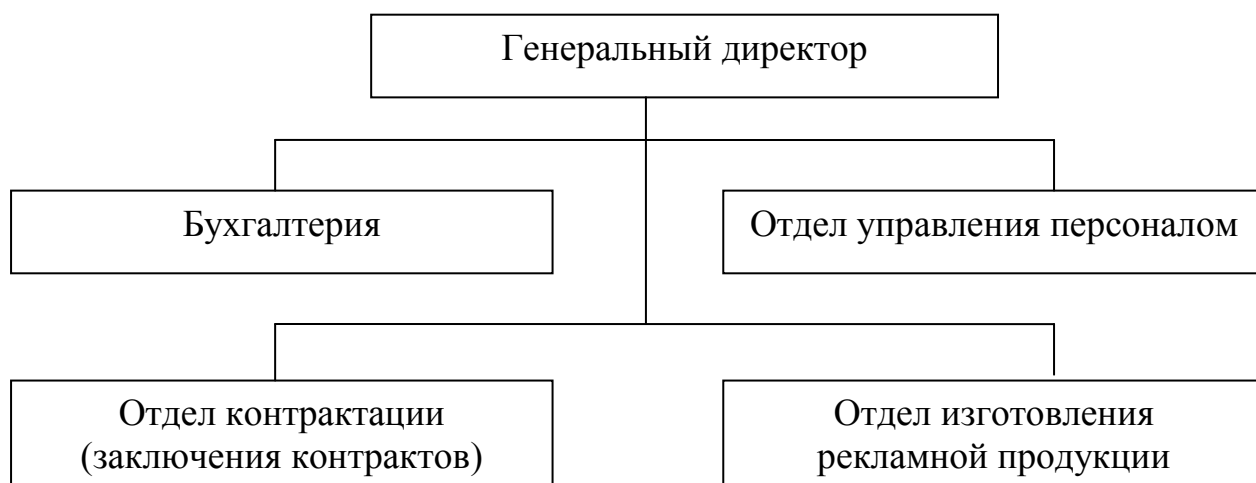 Генеральный директор
Бухгалтерия
Отдел управления персоналом
Отдел контрактации
(заключения контрактов)
Отдел изготовления
рекламной продукции